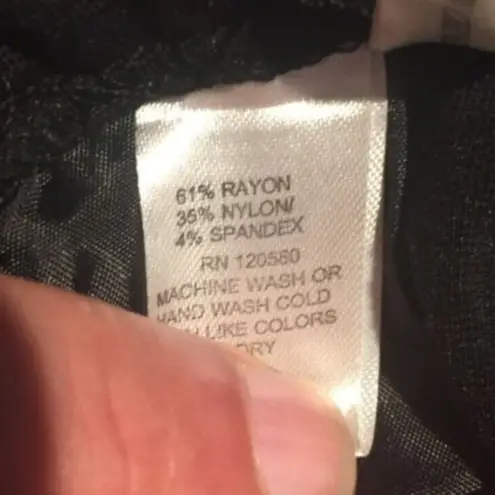 61% RAYON
35% NYLON/
4% SPANDEX
RN 120560
MACHINE WASH OR
HAND WASH COLD
LIKE COLORS
DRY